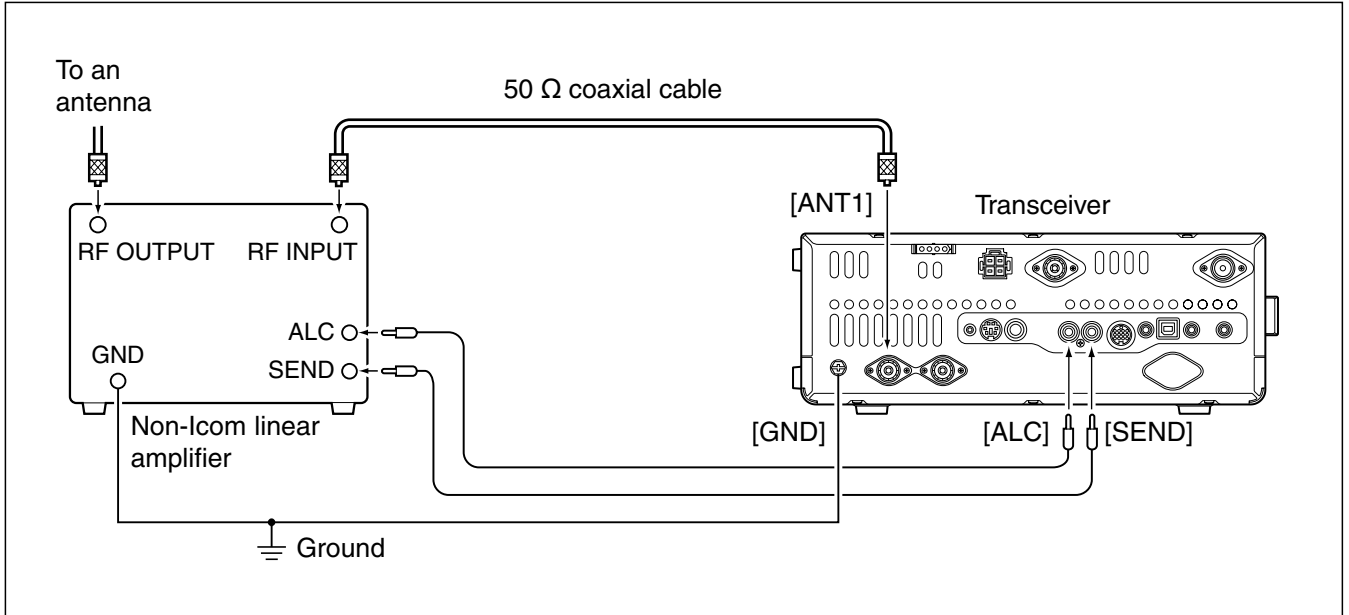 To an
antenna
50 Ω coaxial cable
[ANT1]
Transceiver
RF OUTPUT
RF INPUT
ALC
GND
SEND
Non-Icom linear
amplifier
[GND]
[ALC]
[SEND]
Ground